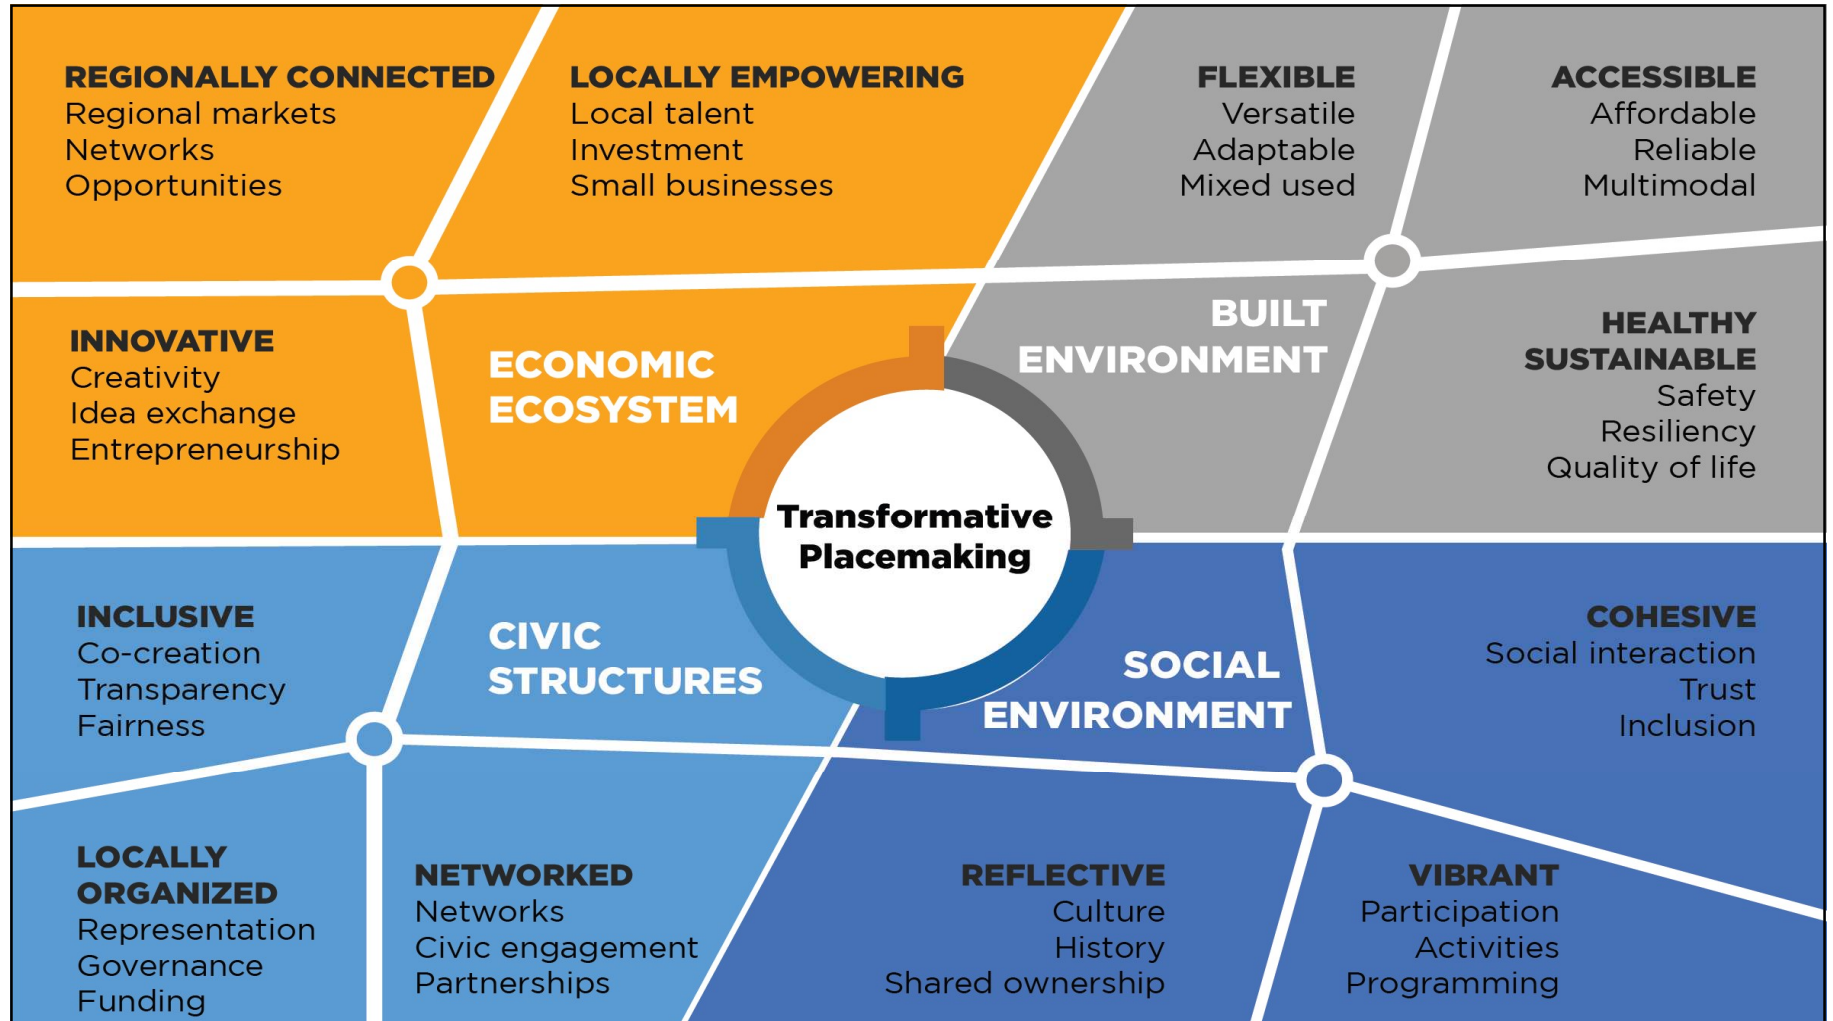 REGIONALLY CONNECTED
Regional markets
Networks
Opportunities
LOCALLY EMPOWERING
Local talent
Investment
Small businesses
FLEXIBLE
Versatile
Adaptable
Mixed used
ACCESSIBLE
Affordable
Reliable
Multimodal
INNOVATIVE
Creativity
Idea exchange
Entrepreneurship
ECONOMIC
ECOSYSTEM
BUILT
ENVIRONMENT
HEALTHY
SUSTAINABLE
Safety
Resiliency
Quality of life
Transformative
Placemaking
INCLUSIVE
Co-creation
Transparency
Fairness
CIVIC
STRUCTURES
SOCIAL
ENVIRONMENT
COHESIVE
Social interaction
Trust
Inclusion
LOCALLY
ORGANIZED
Representation
Governance
Funding
NETWORKED
Networks
Civic engagement
Partnerships
REFLECTIVE
Culture
History
Shared ownership
VIBRANT
Participation
Activities
Programming